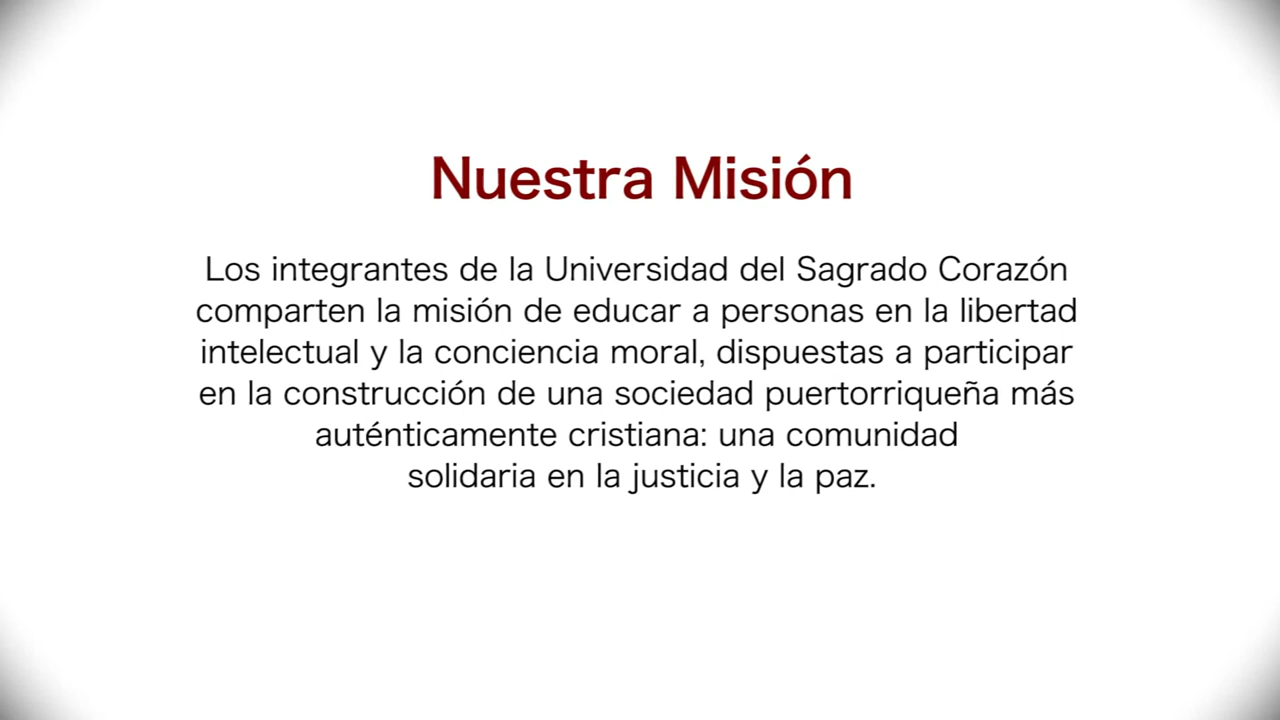 Nuestra Misión
Los integrantes de la Universidad del Sagrado Corazón
comparten la misión de educar a personas en la libertad
intelectual y la conciencia moral, dispuestas a participar
en la construcción de una sociedad puertorriqueña más
auténticamente cristiana: una comunidad
solidaria en la justicia y la paz.